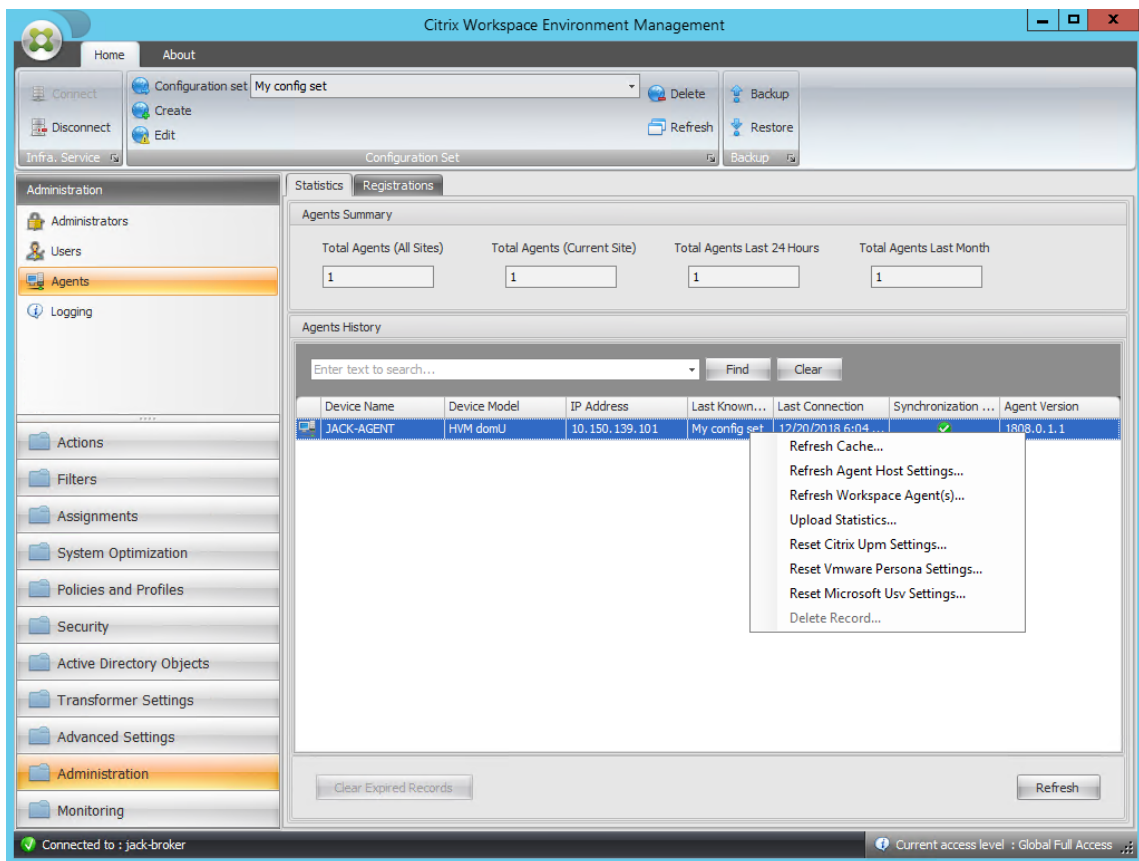 Citrix Workspace Environment Management
Home About
Connect
Disconnect
Infra. Service
Configuration set My config set
Create
Edit
Delete
Refresh
Configuration Set
Backup
Restore
Backup
Administration
Administrators
Users
Agents
Logging
Actions
Filters
Assignments
System Optimization
Policies and Profiles
Security
Active Directory Objects
Transformer Settings
Advanced Settings
Administration
Monitoring
Statistics Registrations
Agents Summary
Total Agents (All Sites) Total Agents (Current Site) Total Agents Last 24 Hours Total Agents Last Month
1 1 1 1
Agents History
Enter text to search... Find Clear
Device Name Device Model IP Address Last Known... Last Connection Synchronization ... Agent Version
JACK-AGENT HVM domU 10.150.139.101 My config set 12/20/2018 6:04 ... 1808.0.1.1
Refresh Cache...
Refresh Agent Host Settings...
Refresh Workspace Agent(s)...
Upload Statistics...
Reset Citrix Upm Settings...
Reset Vmware Persona Settings...
Reset Microsoft Usv Settings...
Delete Record...
Clear Expired Records Refresh
Connected to : jack-broker Current access level : Global Full Access